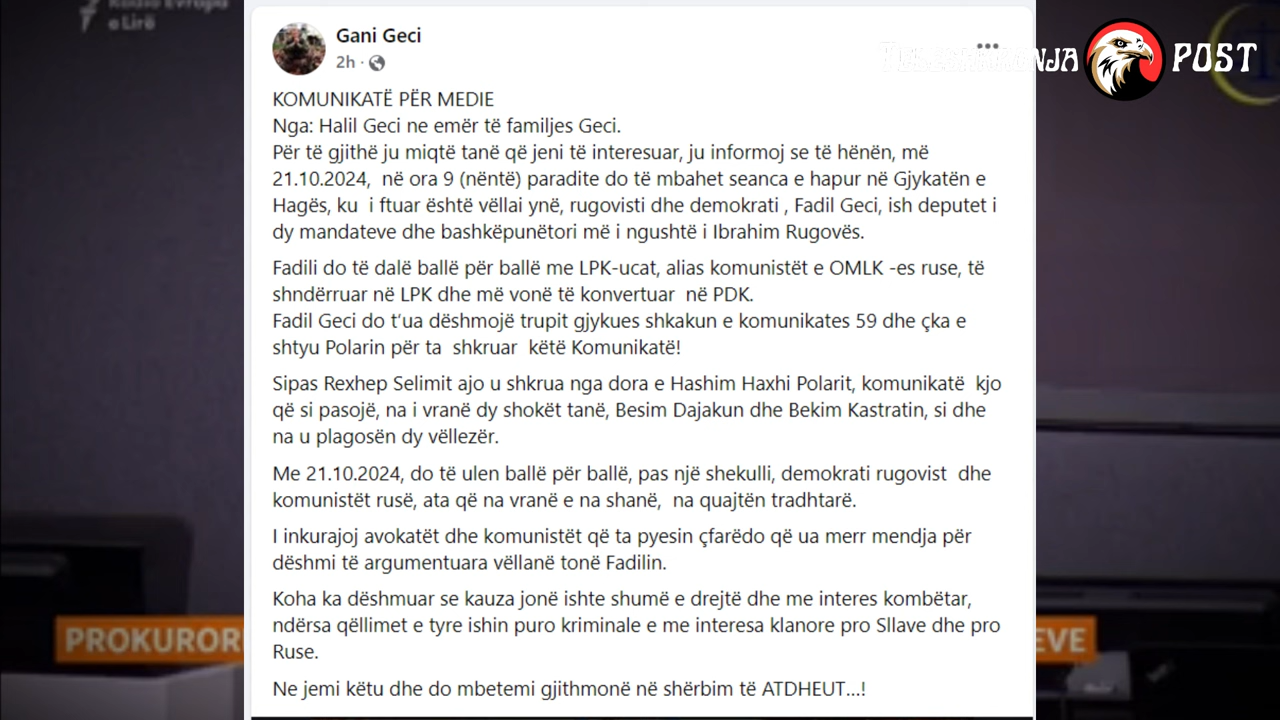 Radio Evropa
e Lirë
Gani Geci
2h
POST
KOMUNIKATË PËR MEDIE
Nga: Halil Geci ne emër të familjes Geci.
Për të gjithë ju miqtë tanë që jeni të interesuar, ju informoj se të hënën, më
21.10.2024, në ora 9 (nëntë) paradite do të mbahet seanca e hapur në Gjykatën e
Hagës, ku i ftuar është vëllai ynë, rugovisti dhe demokrati , Fadil Geci, ish deputet i
dy mandateve dhe bashkëpunëtori më i ngushtë i Ibrahim Rugovës.
Fadili do të dalë ballë për ballë me LPK-ucat, alias komunistët e OMLK -es ruse, të
shndërruar në LPK dhe më vonë të konvertuar në PDK.
Fadil Geci do t’ua dëshmojë trupit gjykues shkakun e komunikates 59 dhe çka e
shtyu Polarin për ta shkruar këtë Komunikatë!
Sipas Rexhep Selimit ajo u shkrua nga dora e Hashim Haxhi Polarit, komunikatë kjo
që si pasojë, na i vranë dy shokët tanë, Besim Dajakun dhe Bekim Kastratin, si dhe
na u plagosën dy vëllezër.
Me 21.10.2024, do të ulen ballë për ballë, pas një shekulli, demokrati rugovist dhe
komunistët rusë, ata që na vranë e na shanë, na quajtën tradhtarë.
I inkurajoj avokatët dhe komunistët që ta pyesin çfarëdo që ua merr mendja për
dëshmi të argumentuara vëllanë tonë Fadilin.
Koha ka dëshmuar se kauza jonë ishte shumë e drejtë dhe me interes kombëtar,
ndërsa qëllimet e tyre ishin puro kriminale e me interesa klanore pro Sllave dhe pro
Ruse.
Ne jemi këtu dhe do mbetemi gjithmonë në shërbim të ATDHEUT...!
PROKURORI
EVE